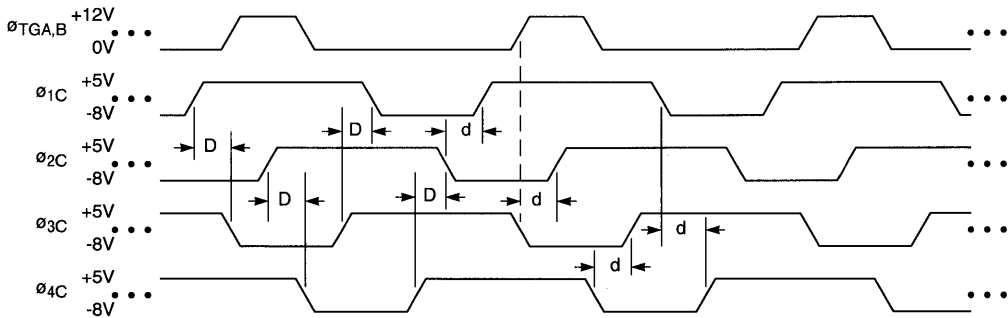 ØTGA,B +12V
0V
Ø1C +5V
-8V
D d
Ø2C +5V
-8V
D
D D d
Ø3C +5V
-8V
d
d
Ø4C +5V
-8V